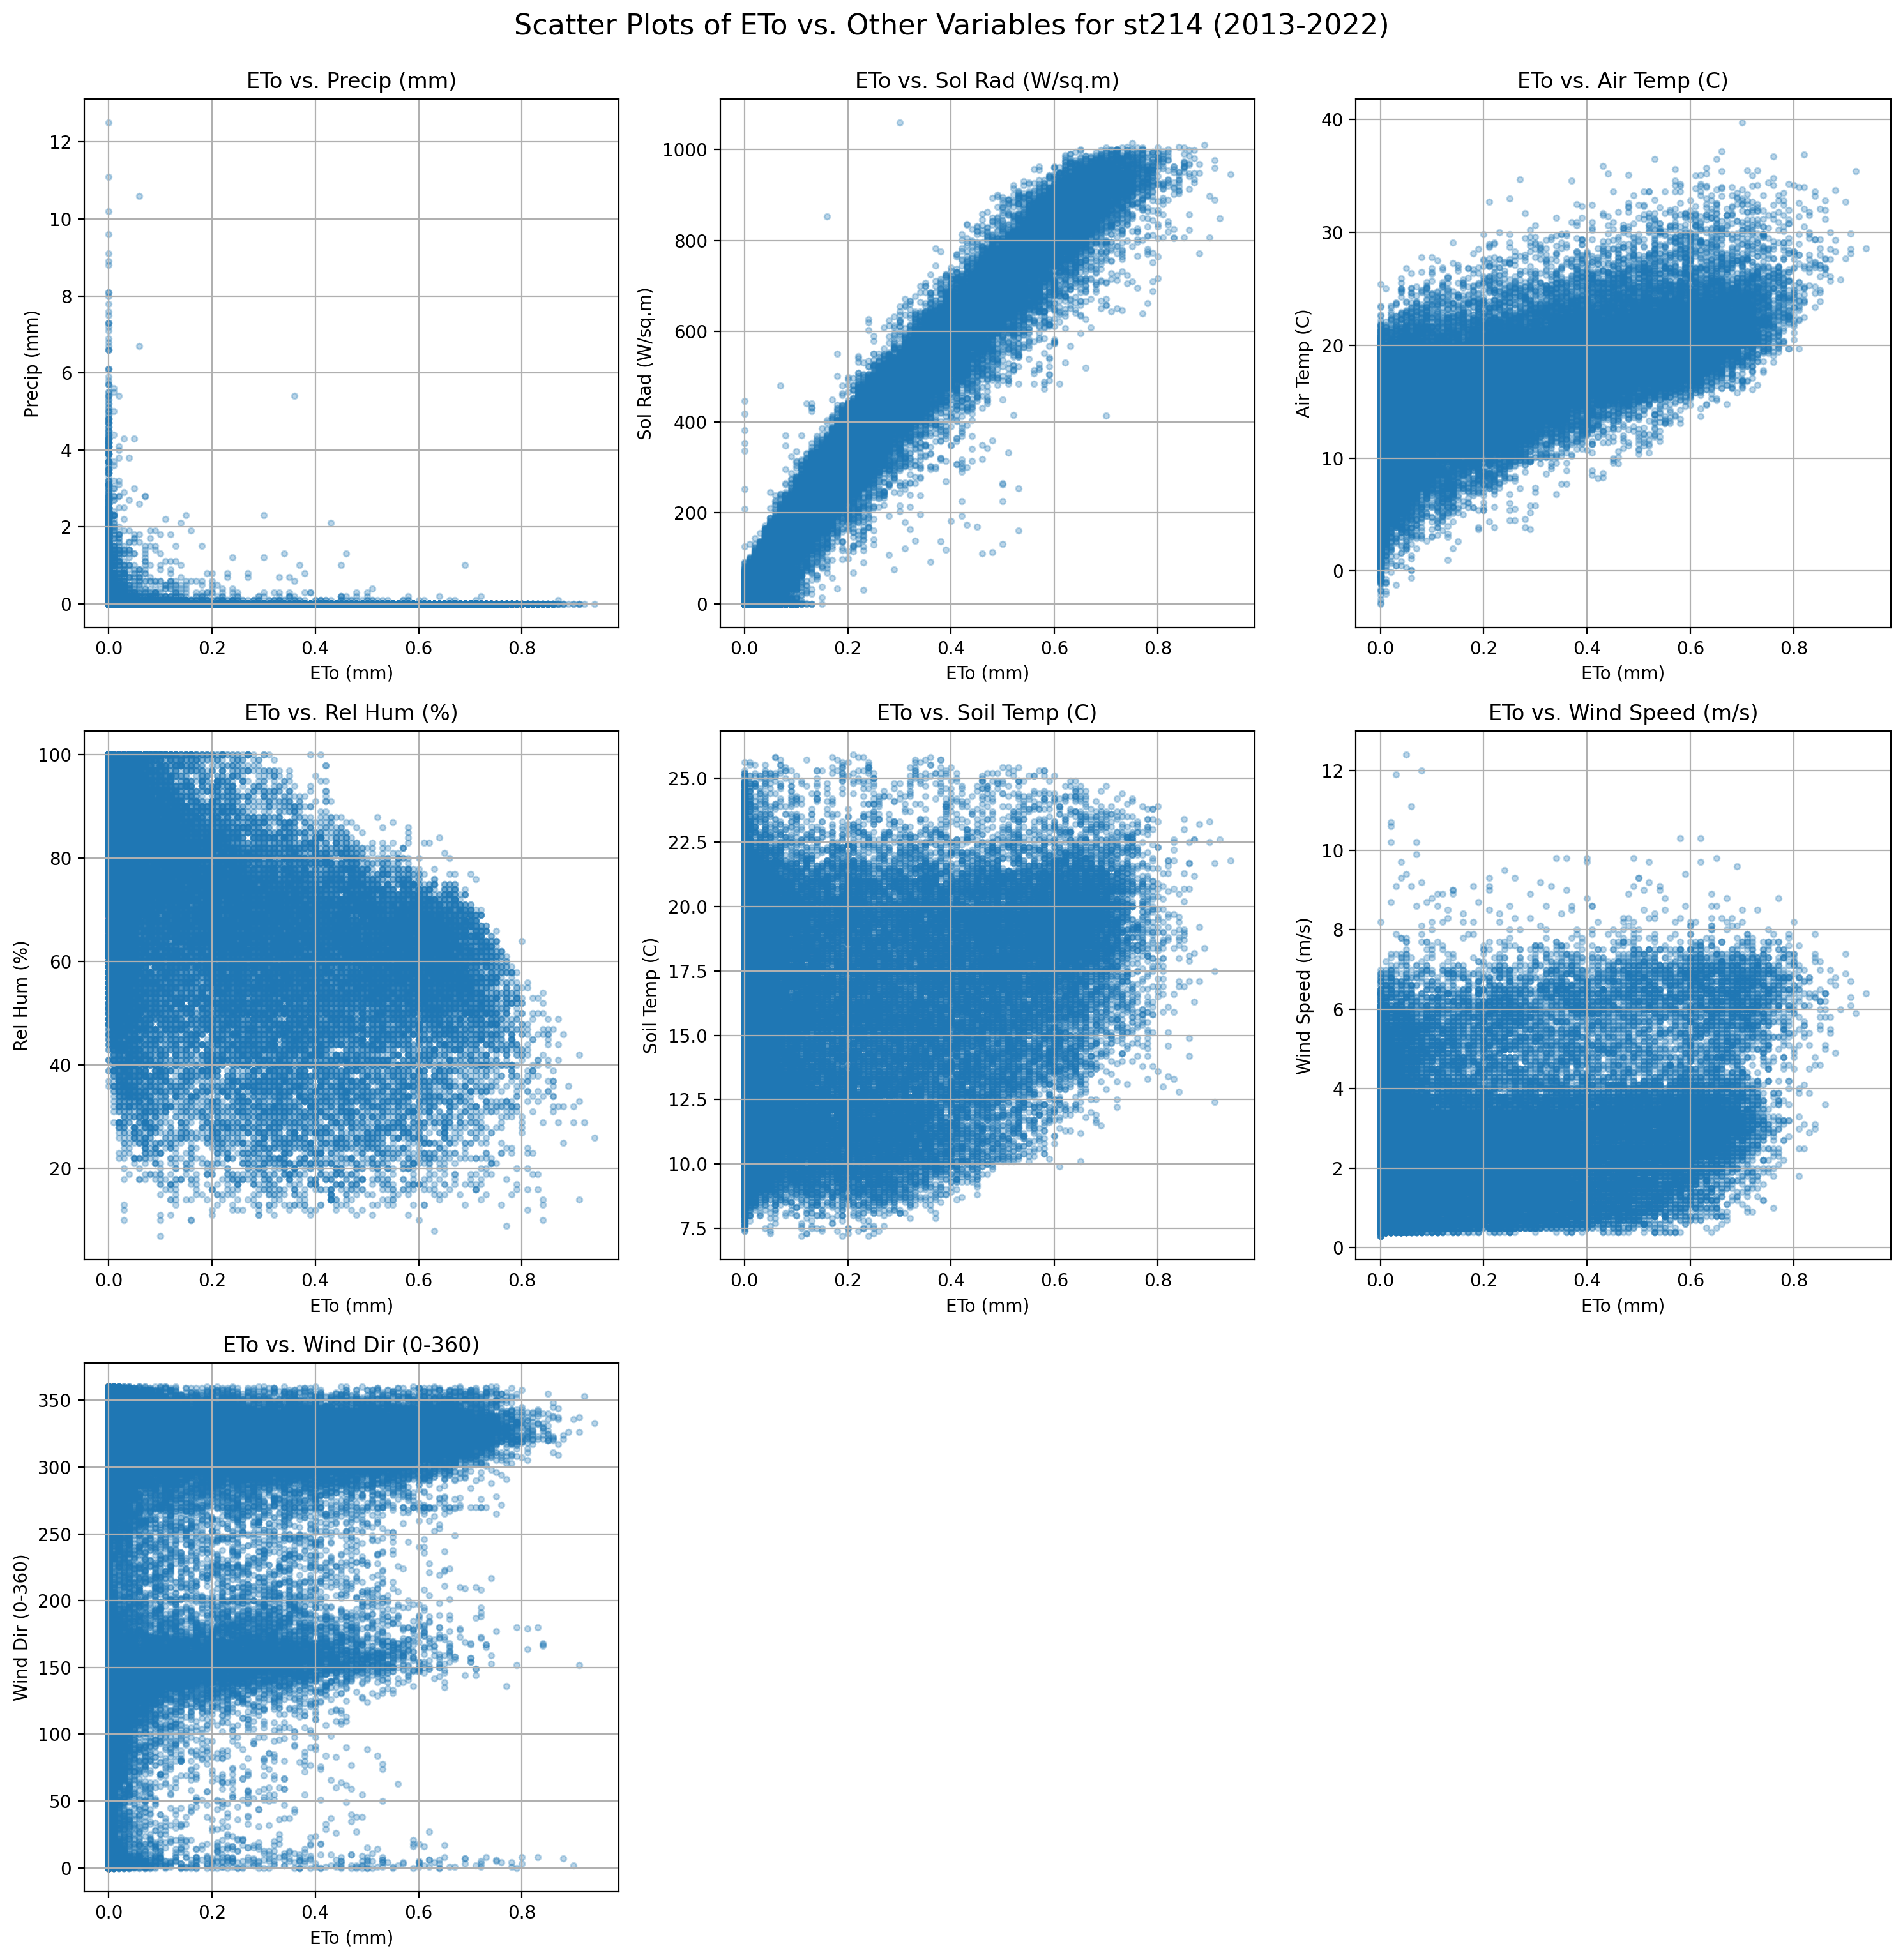 Scatter Plots of ETo vs. Other Variables for st214 (2013-2022)
ETo vs. Precip (mm)
Precip (mm)
12
10
8
6
4
2
0
0.0 0.2 0.4 0.6 0.8
ETo (mm)
ETo vs. Sol Rad (W/sq.m)
Sol Rad (W/sq.m)
1000
800
600
400
200
0
0.0 0.2 0.4 0.6 0.8
ETo (mm)
ETo vs. Air Temp (C)
Air Temp (C)
40
30
20
10
0
0.0 0.2 0.4 0.6 0.8
ETo (mm)
ETo vs. Rel Hum (%)
Rel Hum (%)
100
80
60
40
20
0.0 0.2 0.4 0.6 0.8
ETo (mm)
ETo vs. Soil Temp (C)
Soil Temp (C)
25.0
22.5
20.0
17.5
15.0
12.5
10.0
7.5
0.0 0.2 0.4 0.6 0.8
ETo (mm)
ETo vs. Wind Speed (m/s)
Wind Speed (m/s)
12
10
8
6
4
2
0
0.0 0.2 0.4 0.6 0.8
ETo (mm)
ETo vs. Wind Dir (0-360)
Wind Dir (0-360)
350
300
250
200
150
100
50
0
0.0 0.2 0.4 0.6 0.8
ETo (mm)